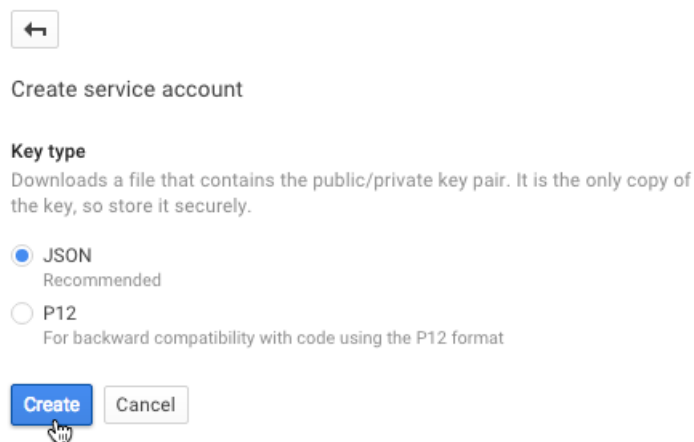 Create service account
Key type
Downloads a file that contains the public/private key pair. It is the only copy of
the key, so store it securely.
JSON
Recommended
P12
For backward compatibility with code using the P12 format
Create
Cancel